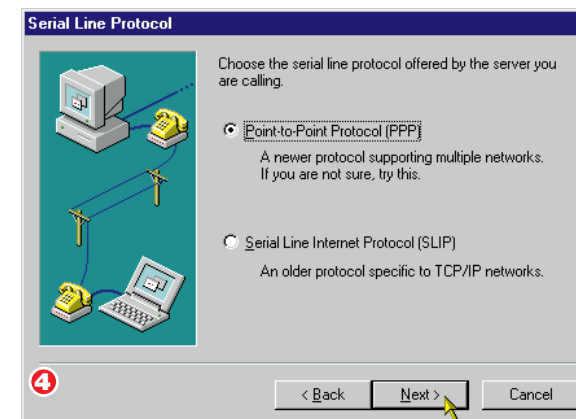 Serial Line Protocol
Choose the serial line protocol offered by the server you
are calling.
Point-to-Point Protocol (PPP)
A newer protocol supporting multiple networks.
If you are not sure, try this.
Serial Line Internet Protocol (SLIP)
An older protocol specific to TCP/IP networks.
4
< Back
Next >
Cancel